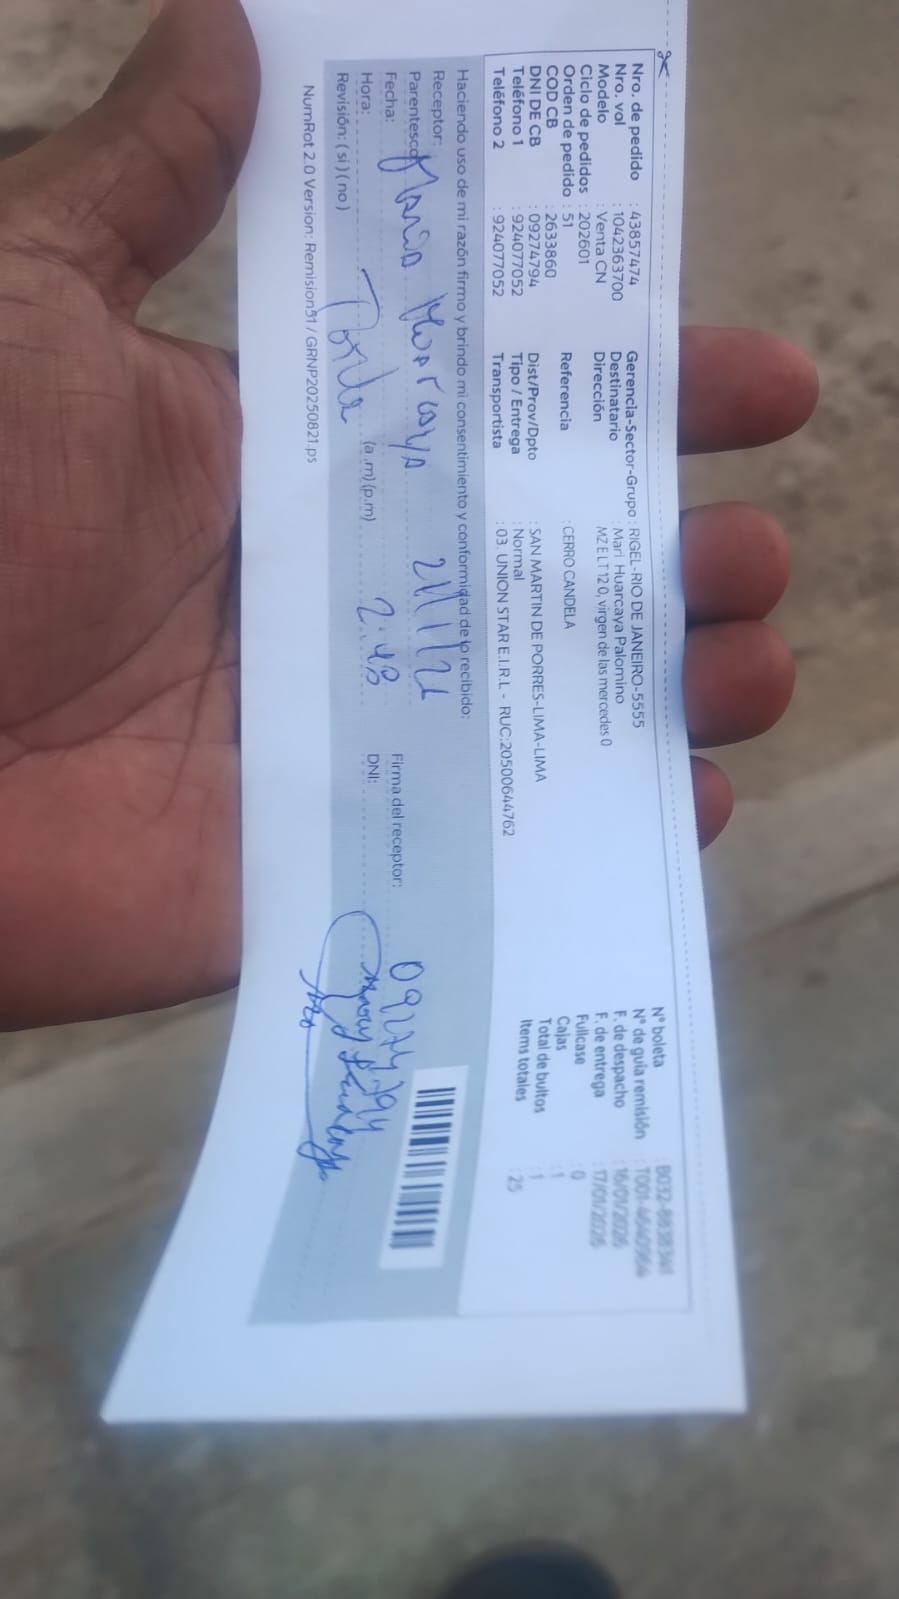 Nro. de pedido : 43857474
Nro. vol : 1042363700
Modelo : Venta CN
Ciclo de pedidos : 202601
Orden de pedido : 51
COD CB : 2633860
DNI DE CB : 09274794
Teléfono 1 : 924077052
Teléfono 2 : 924077052
Gerencia-Sector-Grupo : RIGEL-RIO DE JANEIRO-5555
Destinatario : Mari Huarcaya Palomino
Dirección MZ E LT 12 0, virgen de las mercedes 0
Referencia : CERRO CANDELA
Dist/Prov/Dpto : SAN MARTIN DE PORRES-LIMA-LIMA
Tipo / Entrega : Normal
Transportista : 03. UNION STAR E.I.R.L - RUC:20500644762
N° boleta
N° de guía remisión
F. de despacho : 16/01/2026
F. de entrega : 17/01/2026
Fullcase : 0
Cajas : 1
Total de bultos : 1
Items totales : 25
Haciendo uso de mi razón firmo y brindo mi consentimiento y conformidad de lo recibido:
Receptor:
Parentesco
Fecha:
Hora: (a.m)(p.m) 2:48
Revisión: (si) (no)
Firma del receptor:
DNI: 09274794
NumRot 2.0 Version: Remision51 / GRNP20250821.ps